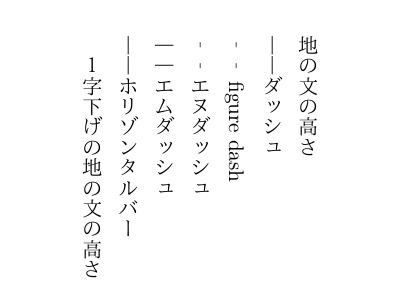 地の文の高さ
――ダッシュ
‒‒figure dash
––エヌダッシュ
——エムダッシュ
――ホリゾンタルバー
　1字下げの地の文の高さ